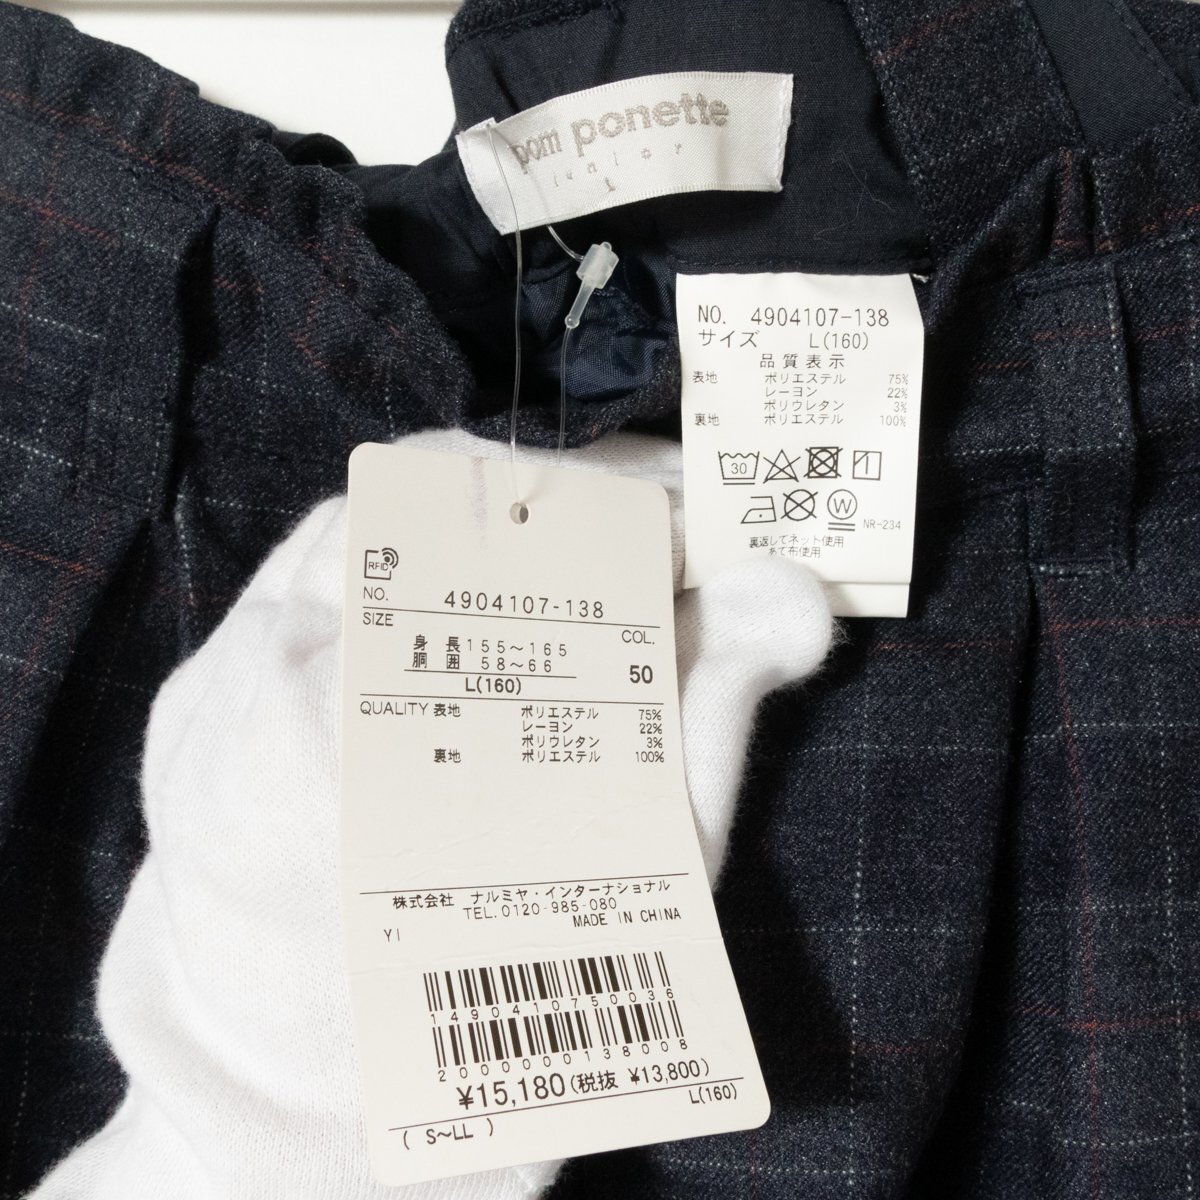 pom ponette
junior
L
NO. 4904107-138
サイズ L(160)
品質表示
表地 ポリエステル 75%
レーヨン 22%
ポリウレタン 3%
裏地 ポリエステル 100%
30
1
W
NR-234
裏返してネット使用
あて布使用
RFID
NO. 4904107-138
SIZE
身長 155～165
胴囲 58～66
L(160)
COL.
50
QUALITY 表地 ポリエステル 75%
レーヨン 22%
ポリウレタン 3%
裏地 ポリエステル 100%
株式会社 ナルミヤ・インターナショナル
TEL.0120-985-080
MADE IN CHINA
YI
1490410750036
2000000138008
¥15,180(税抜 ¥13,800)
L(160)
( S～LL )